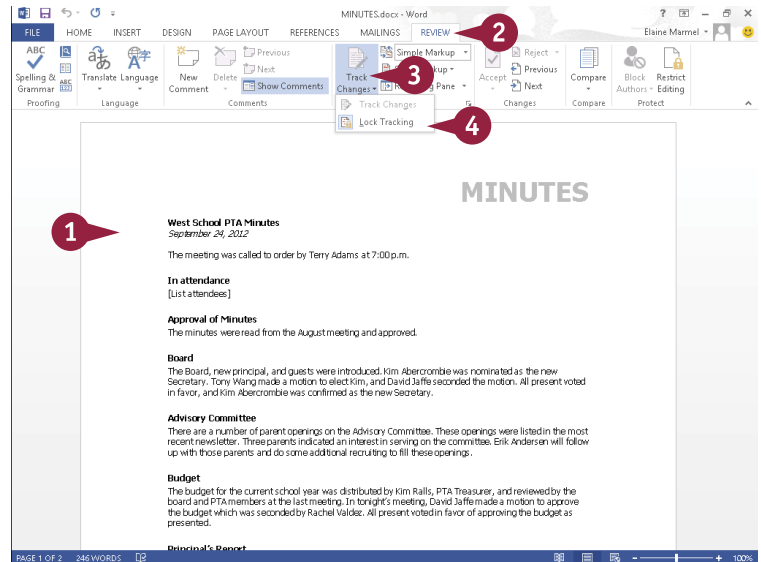 MINUTES.docx - Word
FILE HOME INSERT DESIGN PAGE LAYOUT REFERENCES MAILINGS REVIEW Elaine Marmel
2
ABC
Spelling & Grammar
ABC
Proofing
Translate Language
Language
New Comment
Delete
Previous
Next
Show Comments
Comments
Track Changes
3
Simple Markup
Pane
Accept
Reject
Previous
Next
Changes
Compare
Compare
Block Authors
Restrict Editing
Protect
Track Changes
Lock Tracking
4
MINUTES
1
West School PTA Minutes
September 24, 2012
The meeting was called to order by Terry Adams at 7:00 p.m.
In attendance
[List attendees]
Approval of Minutes
The minutes were read from the August meeting and approved.
Board
The Board, new principal, and guests were introduced. Kim Abercrombie was nominated as the new
Secretary. Tony Wang made a motion to elect Kim, and David Jaffe seconded the motion. All present voted
in favor, and Kim Abercrombie was confirmed as the new Secretary.
Advisory Committee
There are a number of parent openings on the Advisory Committee. These openings were listed in the most
recent newsletter. Three parents indicated an interest in serving on the committee. Erik Andersen will follow
up with those parents and do some additional recruiting to fill these openings.
Budget
The budget for the current school year was distributed by Kim Ralls, PTA Treasurer, and reviewed by the
board and PTA members at the last meeting. In tonight's meeting, David Jaffe made a motion to approve
the budget which was seconded by Rachel Valdez. All present voted in favor of approving the budget as
presented.
Principal's Report
PAGE 1 OF 2 246 WORDS 100%